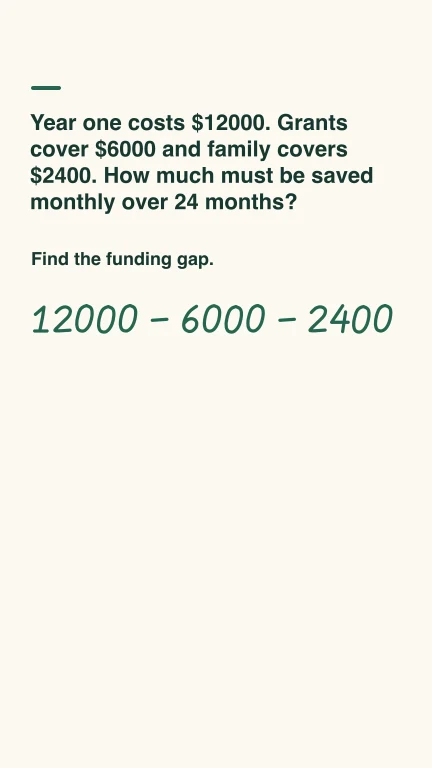 Year one costs $12000. Grants
cover $6000 and family covers
$2400. How much must be saved
monthly over 24 months?
Find the funding gap.
12000 – 6000 – 2400